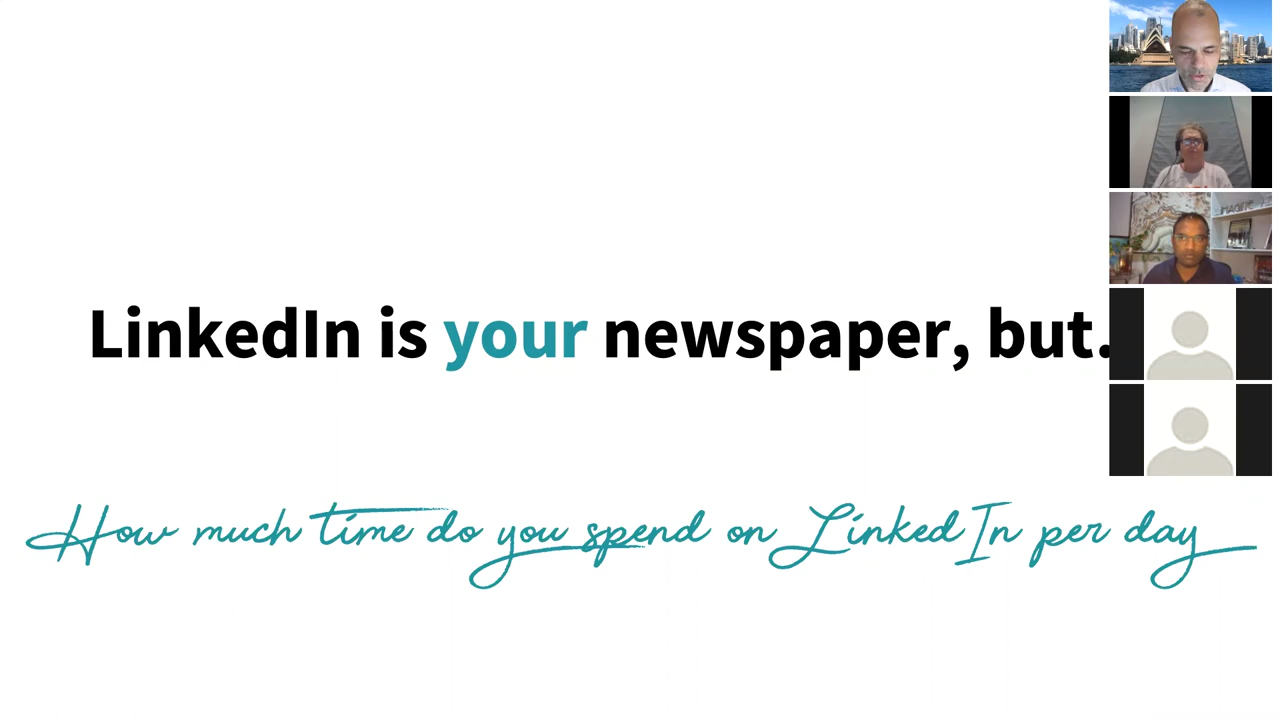 LinkedIn is your newspaper, but.
How much time do you spend on LinkedIn per day